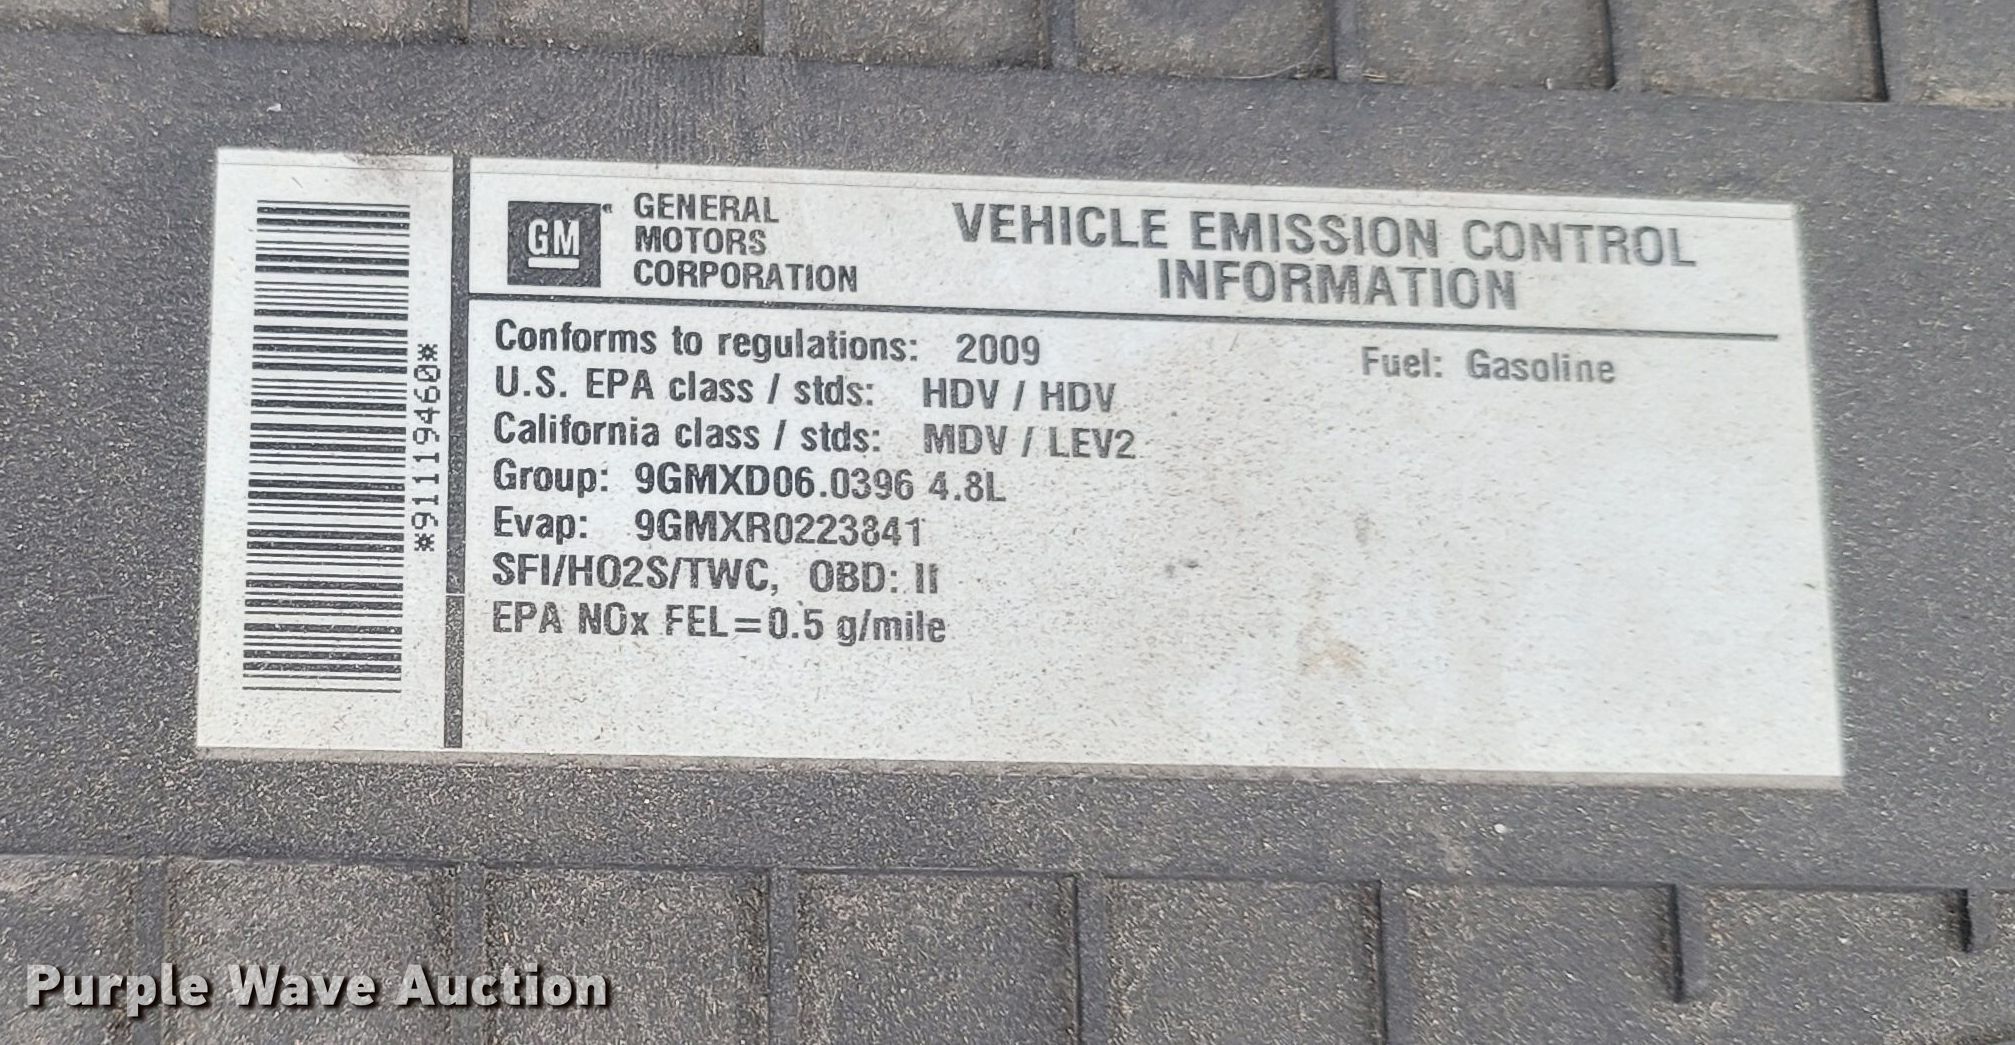 *91119460*
GM
GENERAL
MOTORS
CORPORATION
VEHICLE EMISSION CONTROL
INFORMATION
Conforms to regulations: 2009
Fuel: Gasoline
U.S. EPA class / stds: HDV / HDV
California class / stds: MDV / LEV2
Group: 9GMXD06.0396 4.8L
Evap: 9GMXR0223841
SFI/HO2S/TWC, OBD: II
EPA NOx FEL=0.5 g/mile
Purple Wave Auction